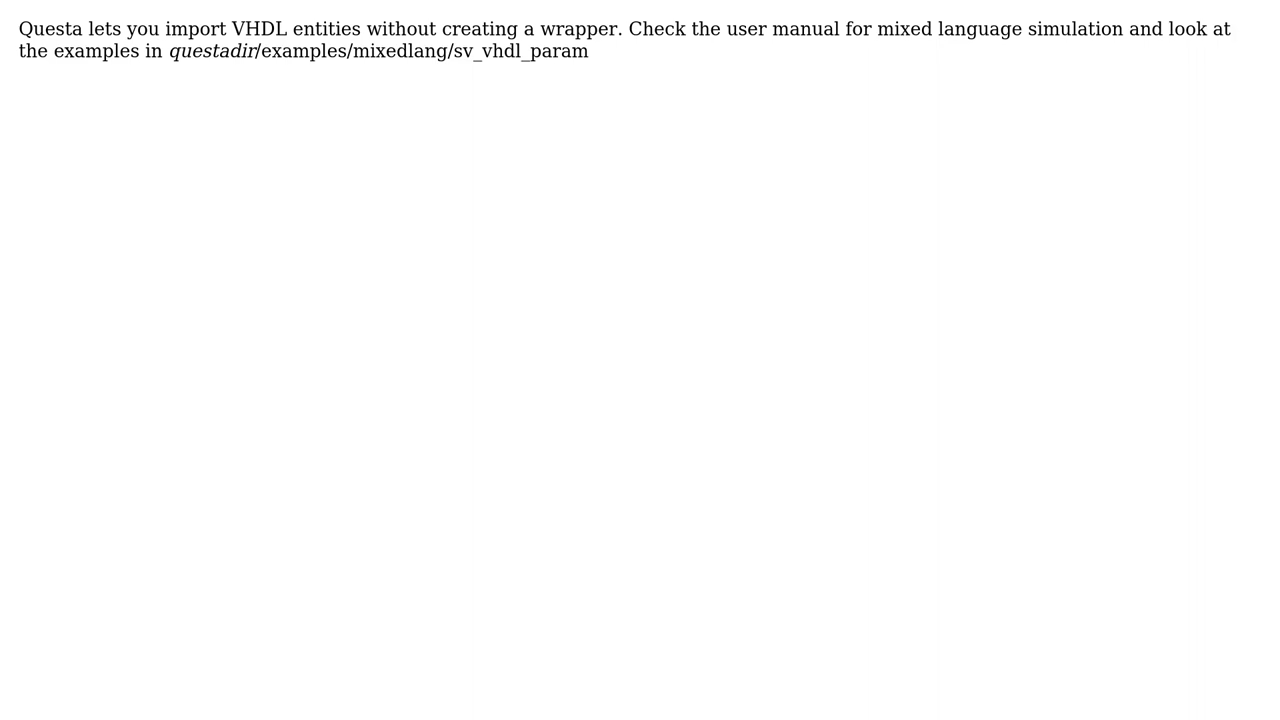 Questa lets you import VHDL entities without creating a wrapper. Check the user manual for mixed language simulation and look at
the examples in questadir/examples/mixedlang/sv_vhdl_param